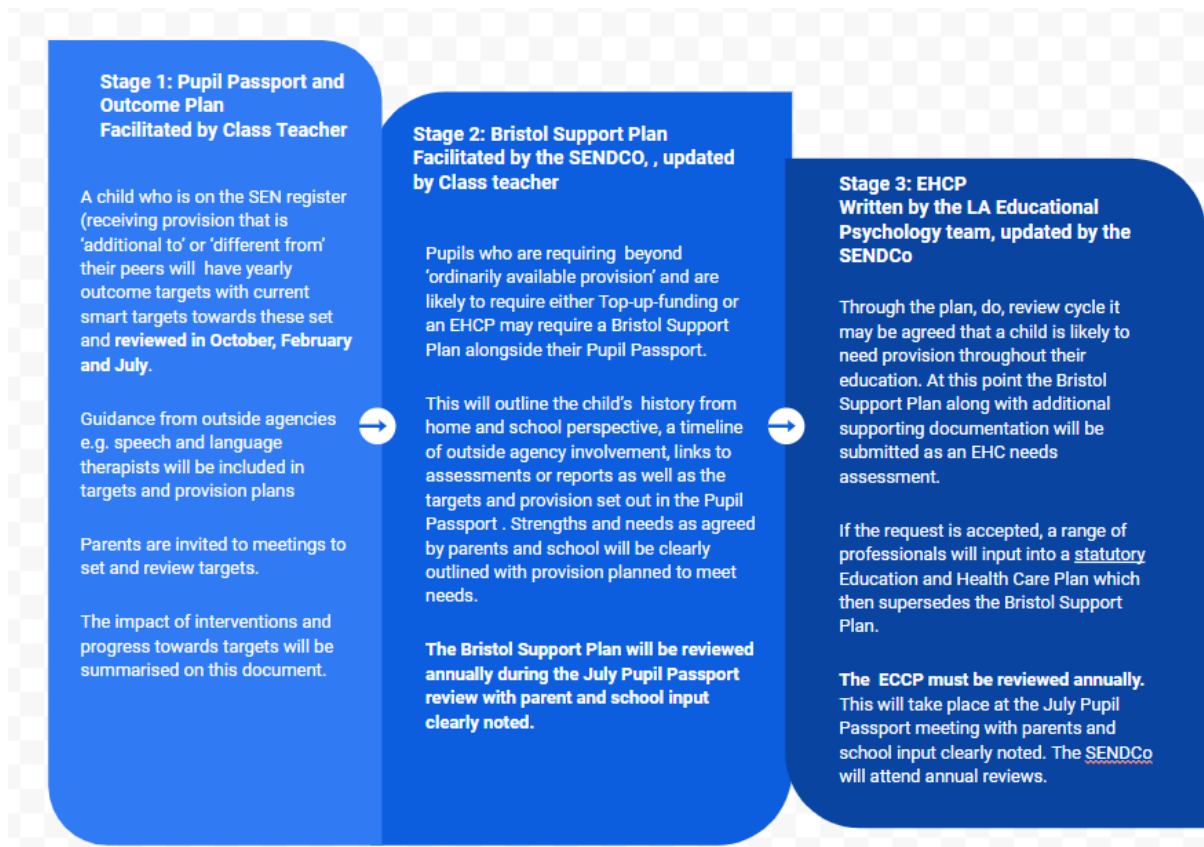 Stage 1: Pupil Passport and
Outcome Plan
Facilitated by Class Teacher
A child who is on the SEN register
(receiving provision that is
‘additional to’ or ‘different from’
their peers will  have yearly
outcome targets with current
smart targets towards these set
and reviewed in October, February
and July.
Guidance from outside agencies
e.g. speech and language
therapists will be included in
targets and provision plans
Parents are invited to meetings to
set and review targets.
The impact of interventions and
progress towards targets will be
summarised on this document.
Stage 2: Bristol Support Plan
Facilitated by the SENDCO, , updated
by Class teacher
Pupils who are requiring  beyond
‘ordinarily available provision’ and are
likely to require either Top-up-funding or
an EHCP may require a Bristol Support
Plan alongside their Pupil Passport.
This will outline the child’s  history from
home and school perspective, a timeline
of outside agency involvement, links to
assessments or reports as well as the
targets and provision set out in the Pupil
Passport . Strengths and needs as agreed
by parents and school will be clearly
outlined with provision planned to meet
needs.
The Bristol Support Plan will be reviewed
annually during the July Pupil Passport
review with parent and school input
clearly noted.
Stage 3: EHCP
Written by the LA Educational
Psychology team, updated by the
SENDCo
Through the plan, do, review cycle it
may be agreed that a child is likely to
need provision throughout their
education. At this point the Bristol
Support Plan along with additional
supporting documentation will be
submitted as an EHC needs
assessment.
If the request is accepted, a range of
professionals will input into a statutory
Education and Health Care Plan which
then supersedes the Bristol Support
Plan.
The  ECCP must be reviewed annually.
This will take place at the July Pupil
Passport meeting with parents and
school input clearly noted. The SENDCo
will attend annual reviews.